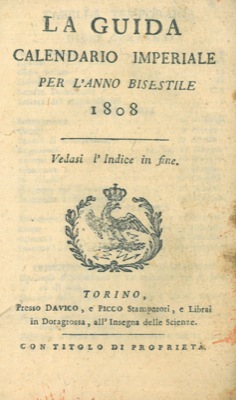 LA GUIDA
CALENDARIO IMPERIALE
PER L'ANNO BISESTILE
1808
Vedasi l'Indice in fine.
TORINO,
Presso DAVICO, e PICCO Stampatori, e Librai
in Doragrossa, all'Insegna delle Scienze.
CON TITOLO DI PROPRIETÀ.